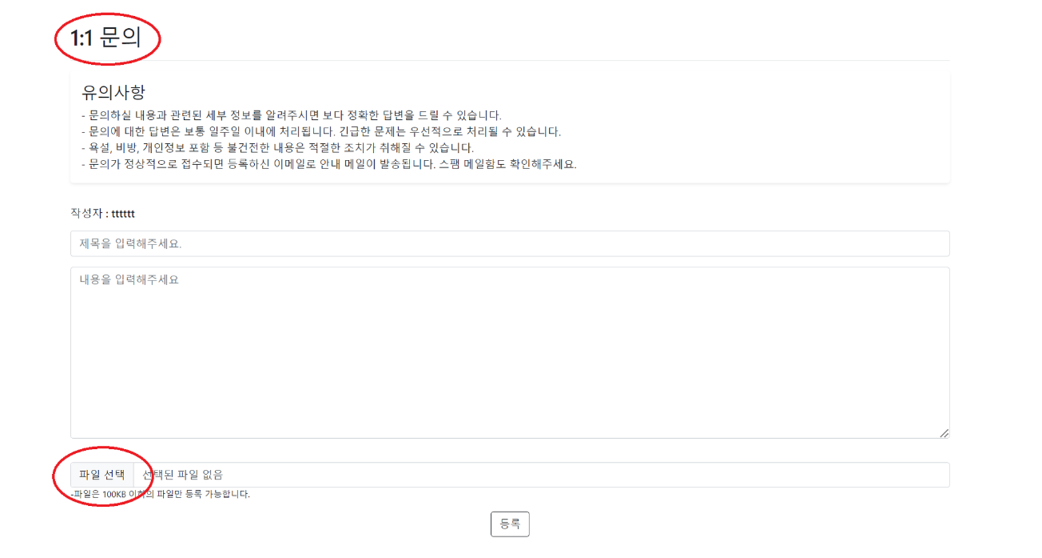 1:1 문의
유의사항
- 문의하실 내용과 관련된 세부 정보를 알려주시면 보다 정확한 답변을 드릴 수 있습니다.
- 문의에 대한 답변은 보통 일주일 이내에 처리됩니다. 긴급한 문제는 우선적으로 처리될 수 있습니다.
- 욕설, 비방, 개인정보 포함 등 불건전한 내용은 적절한 조치가 취해질 수 있습니다.
- 문의가 정상적으로 접수되면 등록하신 이메일로 안내 메일이 발송됩니다. 스팸 메일함도 확인해주세요.
작성자 : tttttt
제목을 입력해주세요.
내용을 입력해주세요
파일 선택 선택된 파일 없음
-파일은 100KB 이하의 파일만 등록 가능합니다.
등록